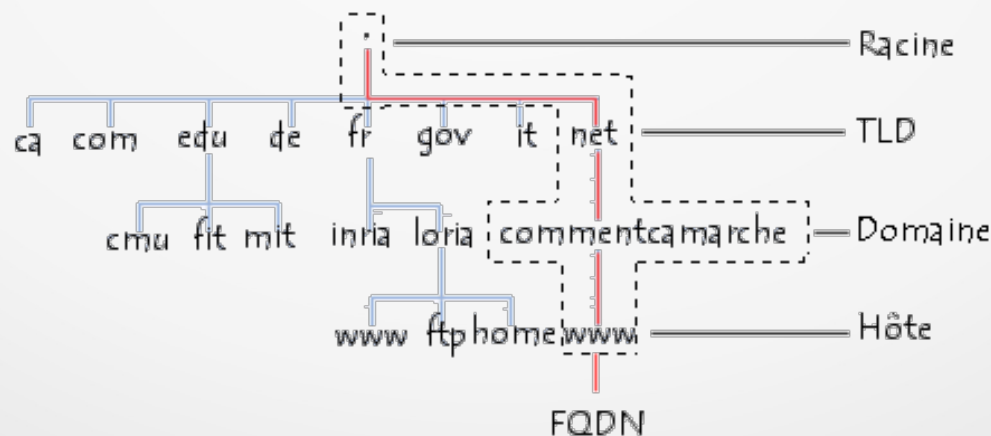 . Racine
ca com edu de fr gov it net TLD
cmu fit mit inria loria commentcamarche Domaine
www ftp home www Hôte
FQDN